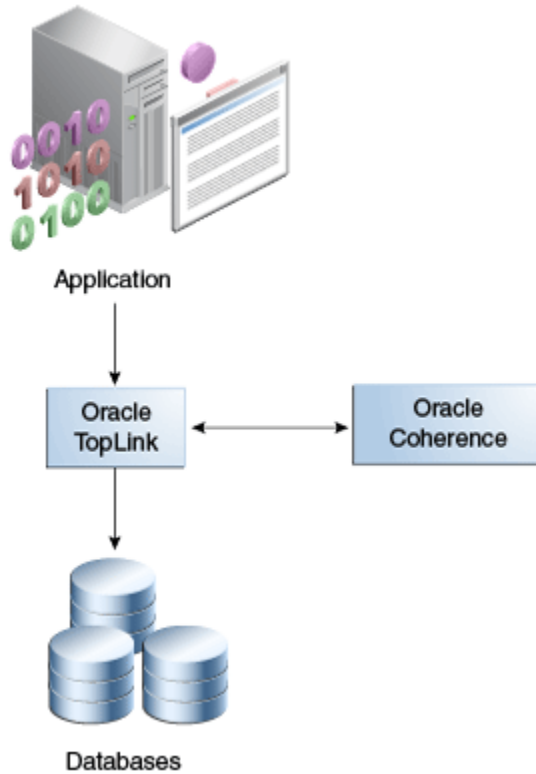 0010
1010
0100
Application
Oracle
TopLink
Oracle
Coherence
Databases